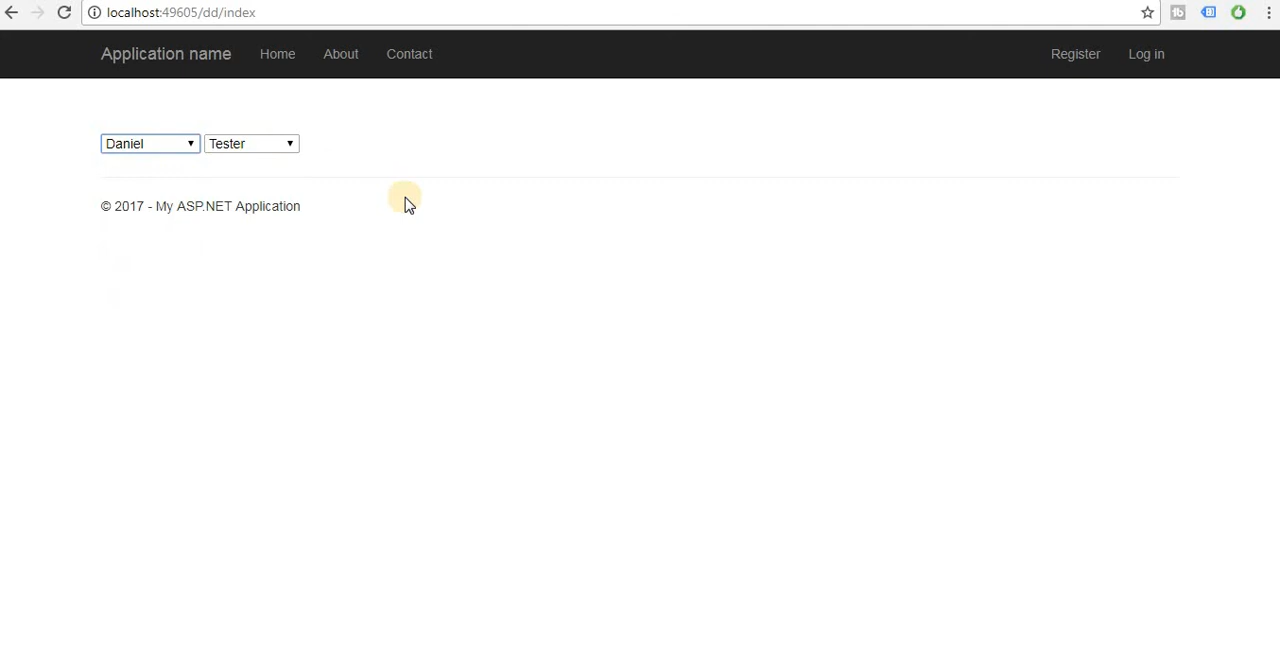 localhost:49605/dd/index
Application name Home About Contact Register Log in
Daniel Tester
© 2017 - My ASP.NET Application